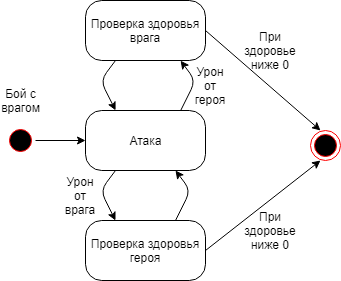 Проверка здоровья
врага
При
здоровье
ниже 0
Урон
от
героя
Бой с
врагом
Атака
Урон
от
врага
Проверка здоровья
героя
При
здоровье
ниже 0